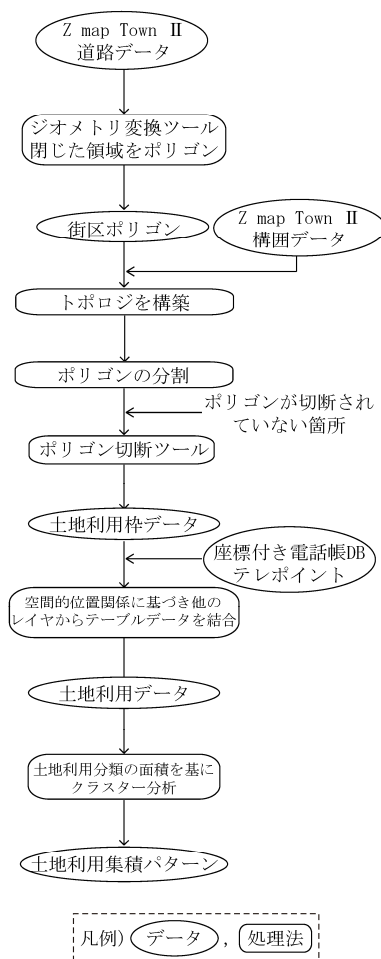 Z map Town Ⅱ
道路データ
ジオメトリ変換ツール
閉じた領域をポリゴン
街区ポリゴン
Z map Town Ⅱ
構囲データ
トポロジを構築
ポリゴンの分割
ポリゴンが切断され
ていない箇所
ポリゴン切断ツール
土地利用枠データ
座標付き電話帳DB
テレポイント
空間的位置関係に基づき他の
レイヤからテーブルデータを結合
土地利用データ
土地利用分類の面積を基に
クラスター分析
土地利用集積パターン
凡例) データ , 処理法